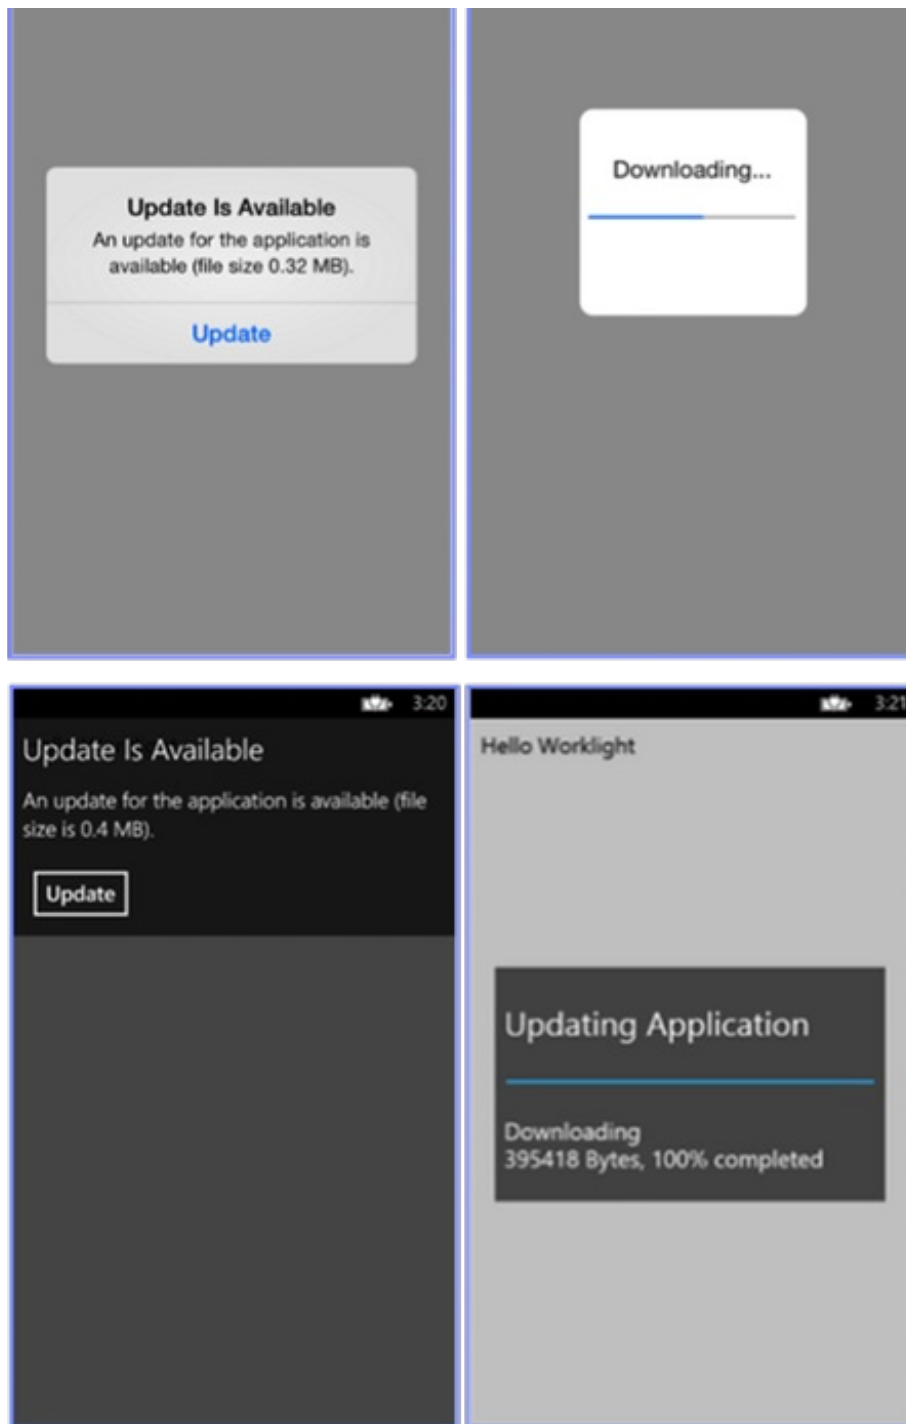 Update Is Available
An update for the application is
available (file size 0.32 MB).
Update
Downloading...
3:20
Update Is Available
An update for the application is available (file
size is 0.4 MB).
Update
3:21
Hello Worklight
Updating Application
Downloading
395418 Bytes, 100% completed